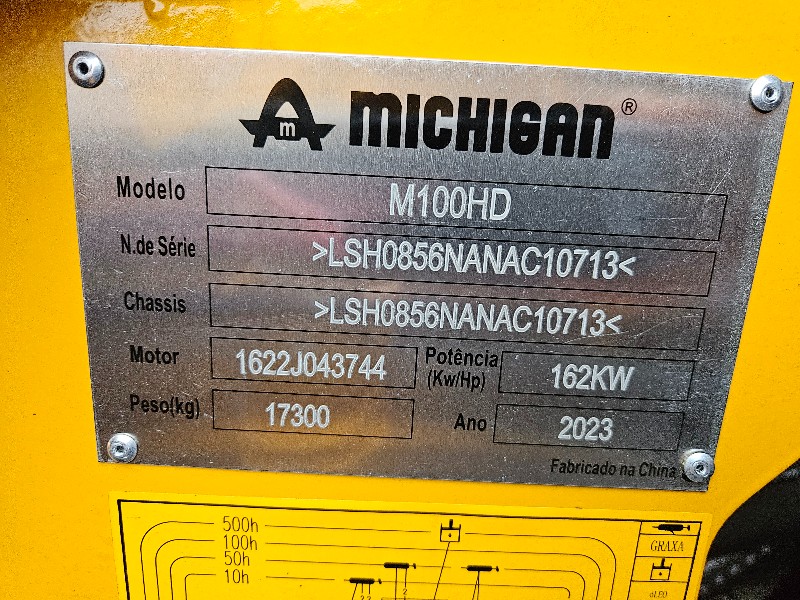 m MICHIGAN®
Modelo M100HD
N.de Série >LSH0856NANAC10713<
Chassis >LSH0856NANAC10713<
Motor 1622J043744 Potência (Kw/Hp) 162KW
Peso(kg) 17300 Ano 2023
Fabricado na China
500h
100h
50h
10h
GRAXA
óLEO